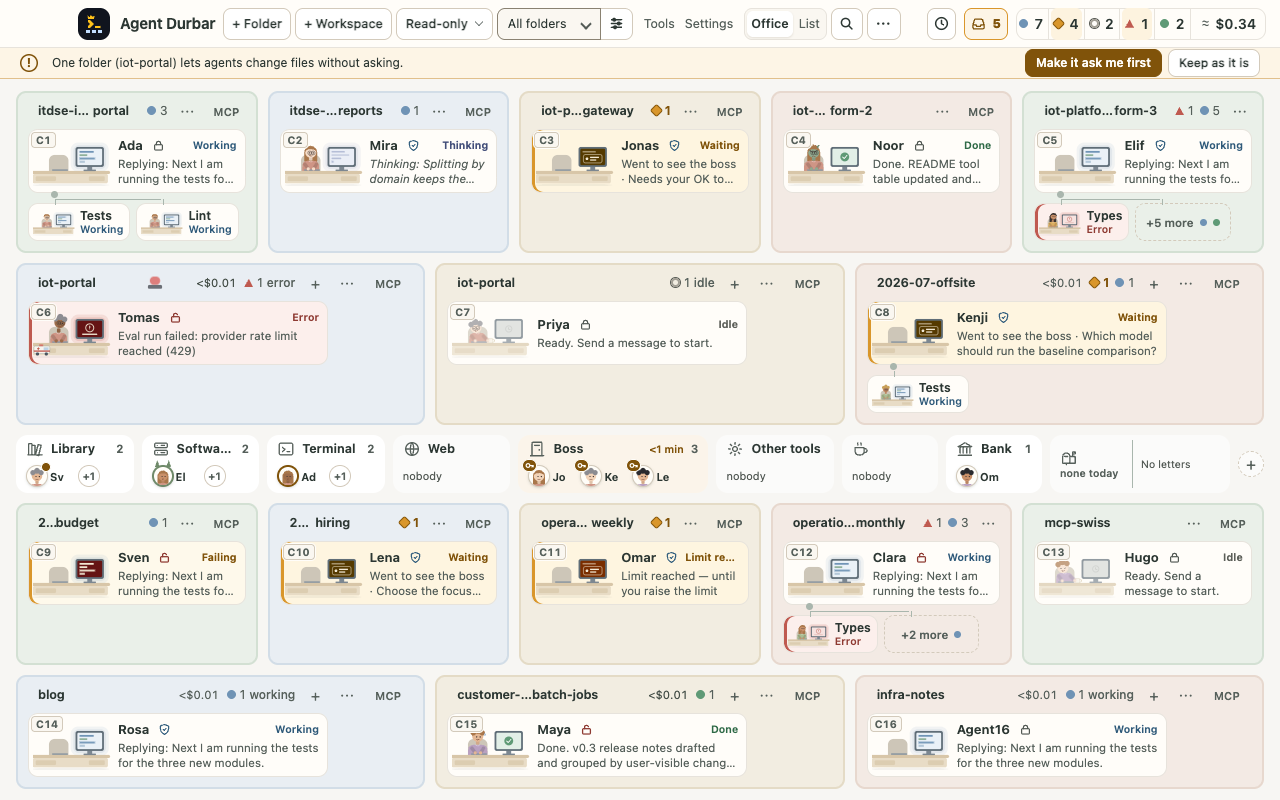 Agent Durbar + Folder + Workspace Read-only All folders Tools Settings Office List ... 5 7 4 2 1 2 ≈ $0.34
One folder (iot-portal) lets agents change files without asking. Make it ask me first Keep as it is
itdse-i... portal 3 ... MCP
C1 Ada Working
Replying: Next I am
running the tests fo...
Tests Working
Lint Working
itdse-...reports 1 ... MCP
C2 Mira Thinking
Thinking: Splitting by
domain keeps the...
iot-p...gateway 1 ... MCP
C3 Jonas Waiting
Went to see the boss
· Needs your OK to...
iot-... form-2 ... MCP
C4 Noor Done
Done. README tool
table updated and...
iot-platfo...form-3 1 5 ...
C5 Elif Working
Replying: Next I am
running the tests fo...
Types Error
+5 more
iot-portal <$0.01 1 error + ... MCP
C6 Tomas Error
Eval run failed: provider rate limit
reached (429)
iot-portal 1 idle + ... MCP
C7 Priya Idle
Ready. Send a message to start.
2026-07-offsite <$0.01 1 1 + ... MCP
C8 Kenji Waiting
Went to see the boss · Which model
should run the baseline comparison?
Tests Working
Library 2
Sv +1
Softwa... 2
El +1
Terminal 2
Ad +1
Web
nobody
Boss <1 min 3
Jo Ke Le
Other tools
nobody
nobody
Bank 1
Om
none today No letters +
2...budget 1 ... MCP
C9 Sven Failing
Replying: Next I am
running the tests fo...
2... hiring 1 ... MCP
C10 Lena Waiting
Went to see the boss
· Choose the focus...
opera... weekly 1 ... MCP
C11 Omar Limit re...
Limit reached — until
you raise the limit
operatio...monthly 1 3 ...
C12 Clara Working
Replying: Next I am
running the tests fo...
Types Error
+2 more
mcp-swiss ... MCP
C13 Hugo Idle
Ready. Send a
message to start.
blog <$0.01 1 working + ... MCP
C14 Rosa Working
Replying: Next I am running the tests
for the three new modules.
customer-...batch-jobs <$0.01 1 + ... MCP
C15 Maya Done
Done. v0.3 release notes drafted
and grouped by user-visible chang...
infra-notes <$0.01 1 working + ... MCP
C16 Agent16 Working
Replying: Next I am running the tests
for the three new modules.